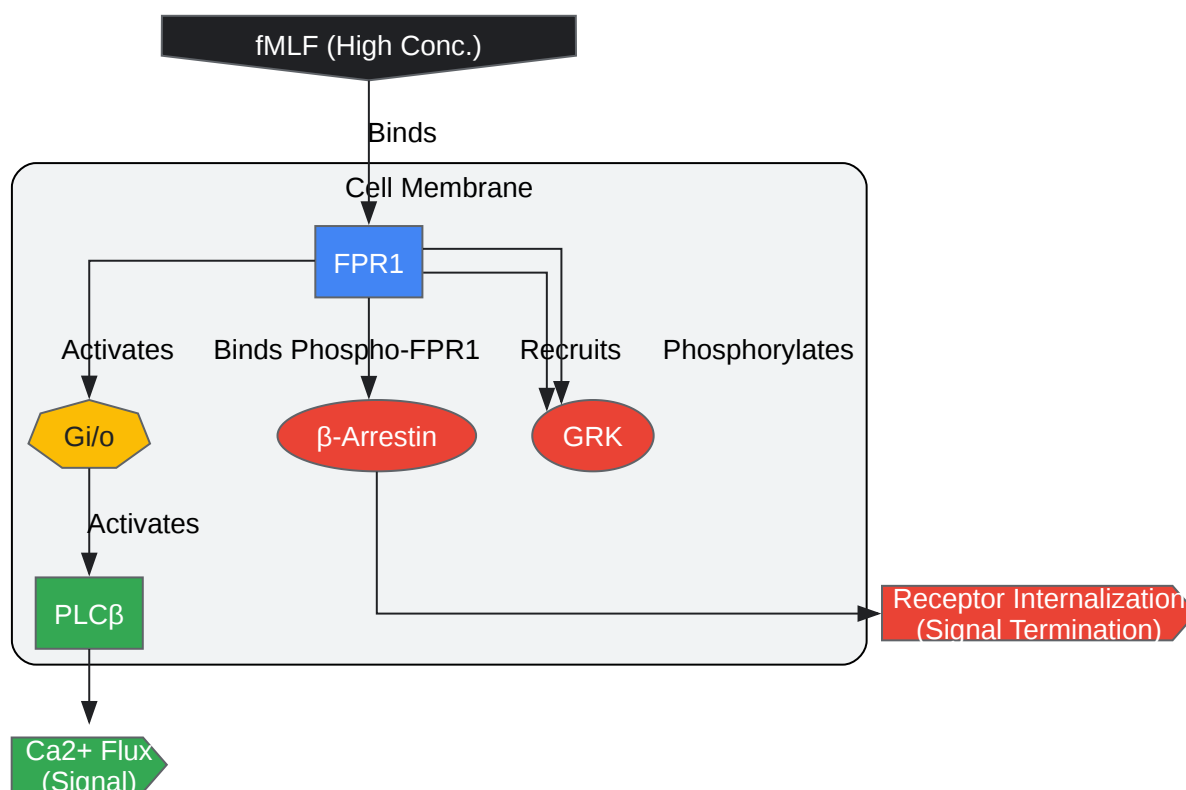 fMLF (High Conc.)
Binds
Cell Membrane
FPR1
Activates
Binds Phospho-FPR1
Recruits
Phosphorylates
Gi/o
β-Arrestin
GRK
Activates
PLCβ
Receptor Internalization
(Signal Termination)
Ca2+ Flux
(Signal)